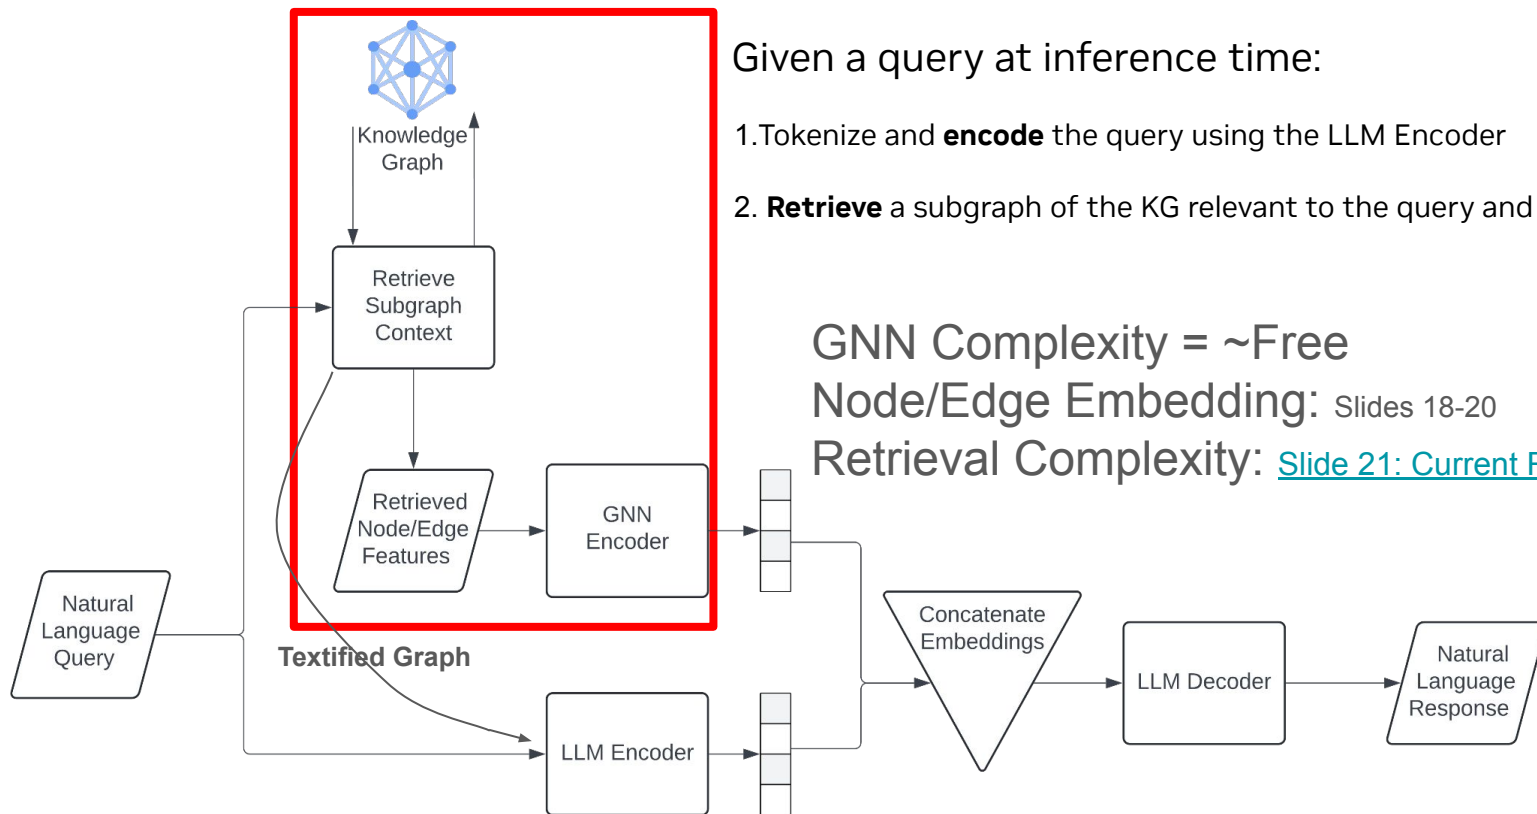 Given a query at inference time:
1.Tokenize and encode the query using the LLM Encoder
2. Retrieve a subgraph of the KG relevant to the query and
Knowledge
Graph
Retrieve
Subgraph
Context
GNN Complexity = ~Free
Node/Edge Embedding: Slides 18-20
Retrieval Complexity: Slide 21: Current
Retrieved
Node/Edge
Features
GNN
Encoder
Natural
Language
Query
Textified Graph
LLM Encoder
Concatenate
Embeddings
LLM Decoder
Natural
Language
Response